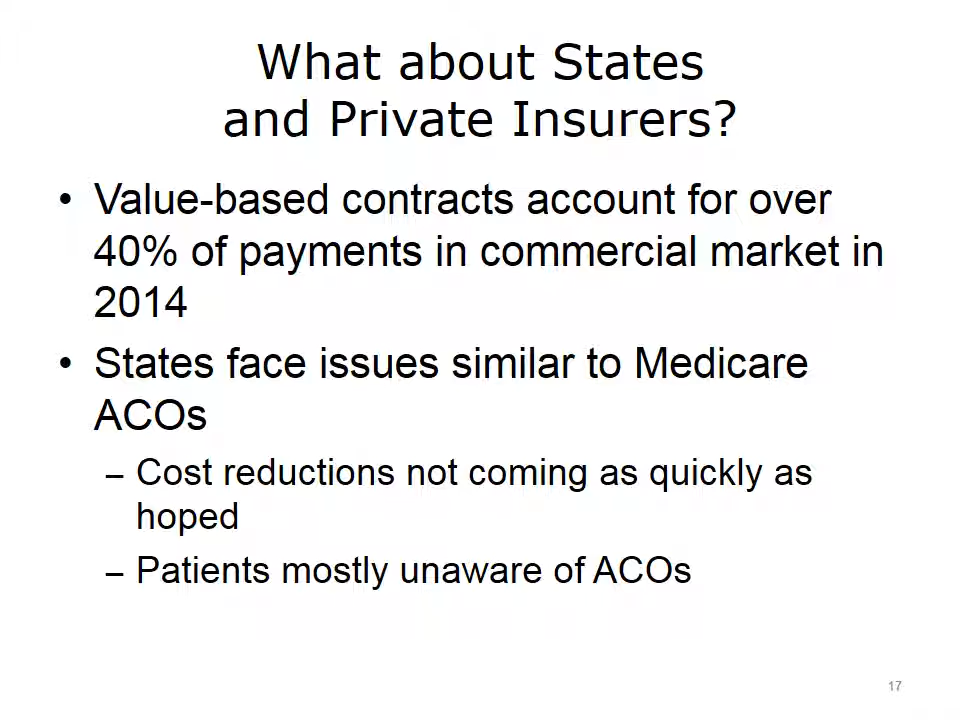 What about States
and Private Insurers?
• Value-based contracts account for over
40% of payments in commercial market in
2014
• States face issues similar to Medicare
ACOs
– Cost reductions not coming as quickly as
hoped
– Patients mostly unaware of ACOs
17